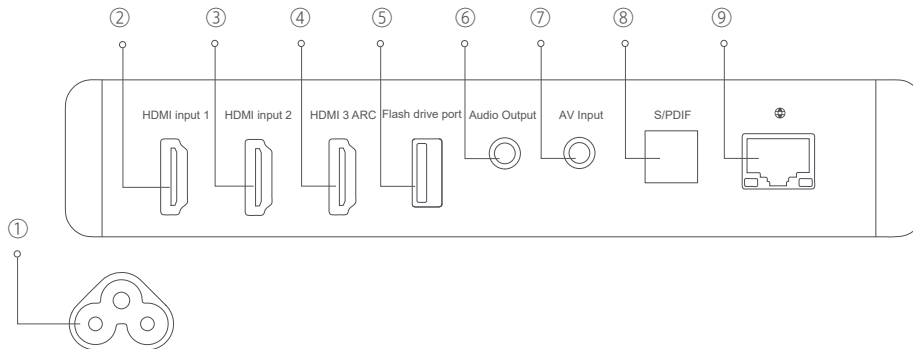 ② ③ ④ ⑤ ⑥ ⑦ ⑧ ⑨
HDMI input 1 HDMI input 2 HDMI 3 ARC Flash drive port Audio Output AV Input S/PDIF
①